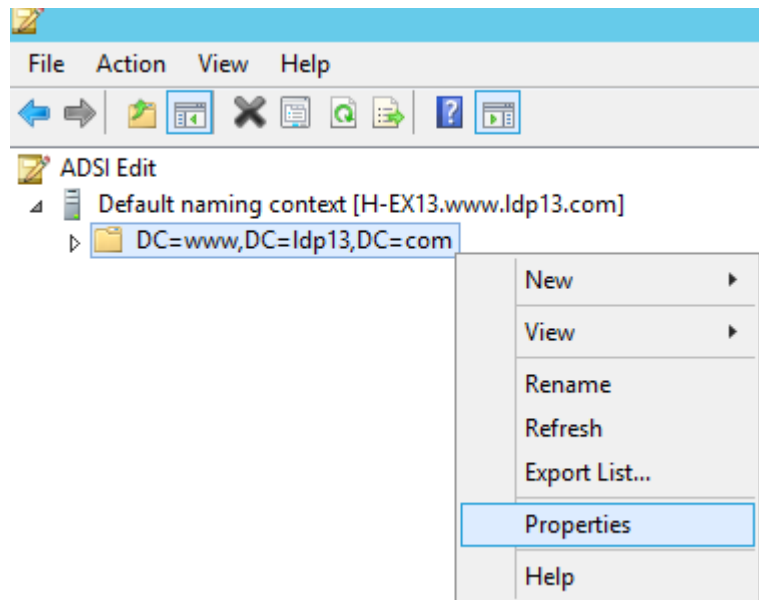 File Action View Help
ADSI Edit
Default naming context [H-EX13.www.ldp13.com]
DC=www,DC=ldp13,DC=com
New
View
Rename
Refresh
Export List...
Properties
Help